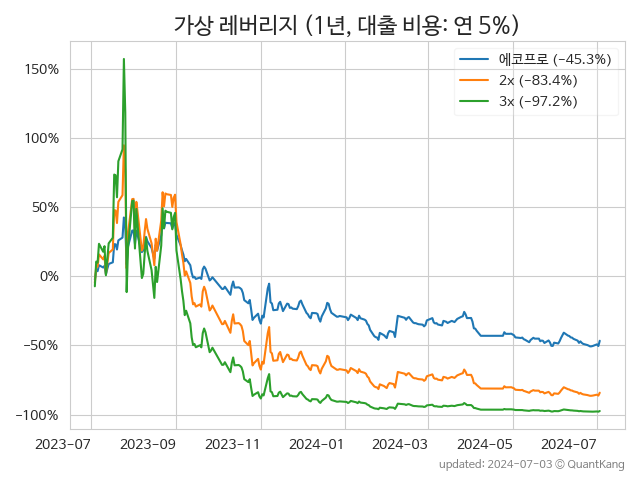 가상 레버리지 (1년, 대출 비용: 연 5%)
에코프로 (-45.3%)
2x (-83.4%)
3x (-97.2%)
150%
100%
50%
0%
-50%
-100%
2023-07 2023-09 2023-11 2024-01 2024-03 2024-05 2024-07
updated: 2024-07-03 © QuantKang